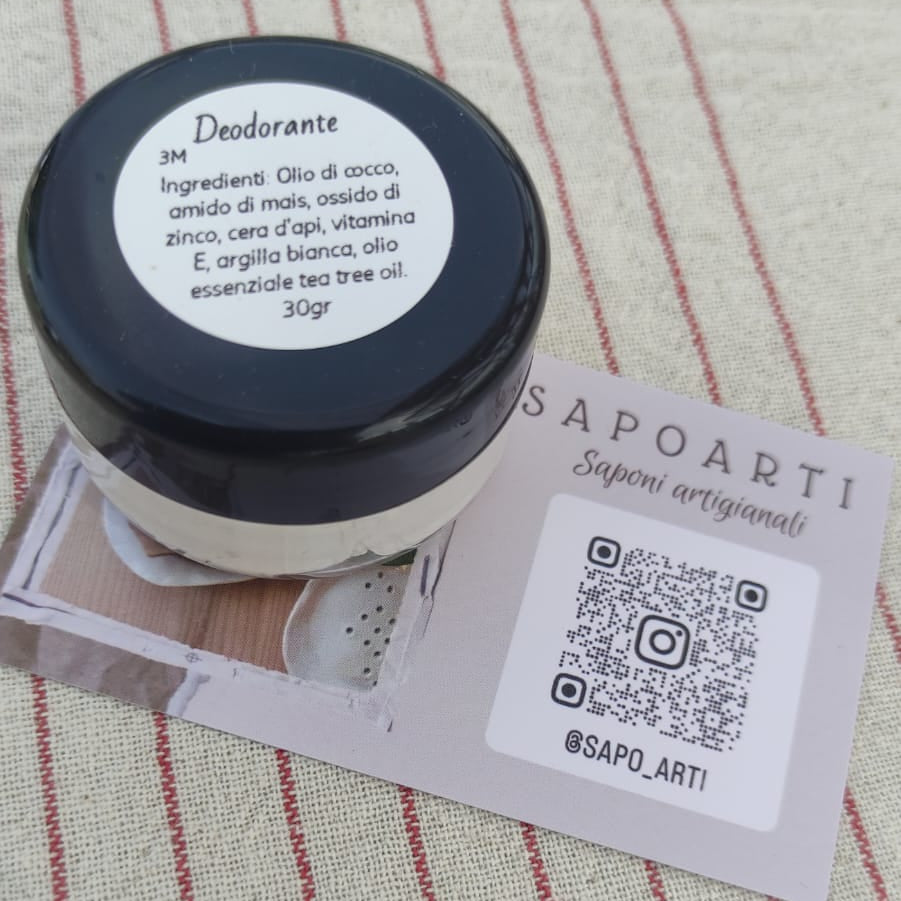 Deodorante
3M
Ingredienti: Olio di cocco,
amido di mais, ossido di
zinco, cera d'api, vitamina
E, argilla bianca, olio
essenziale tea tree oil.
30gr
SAPOARTI
Saponi artigianali
@SAPO_ARTI